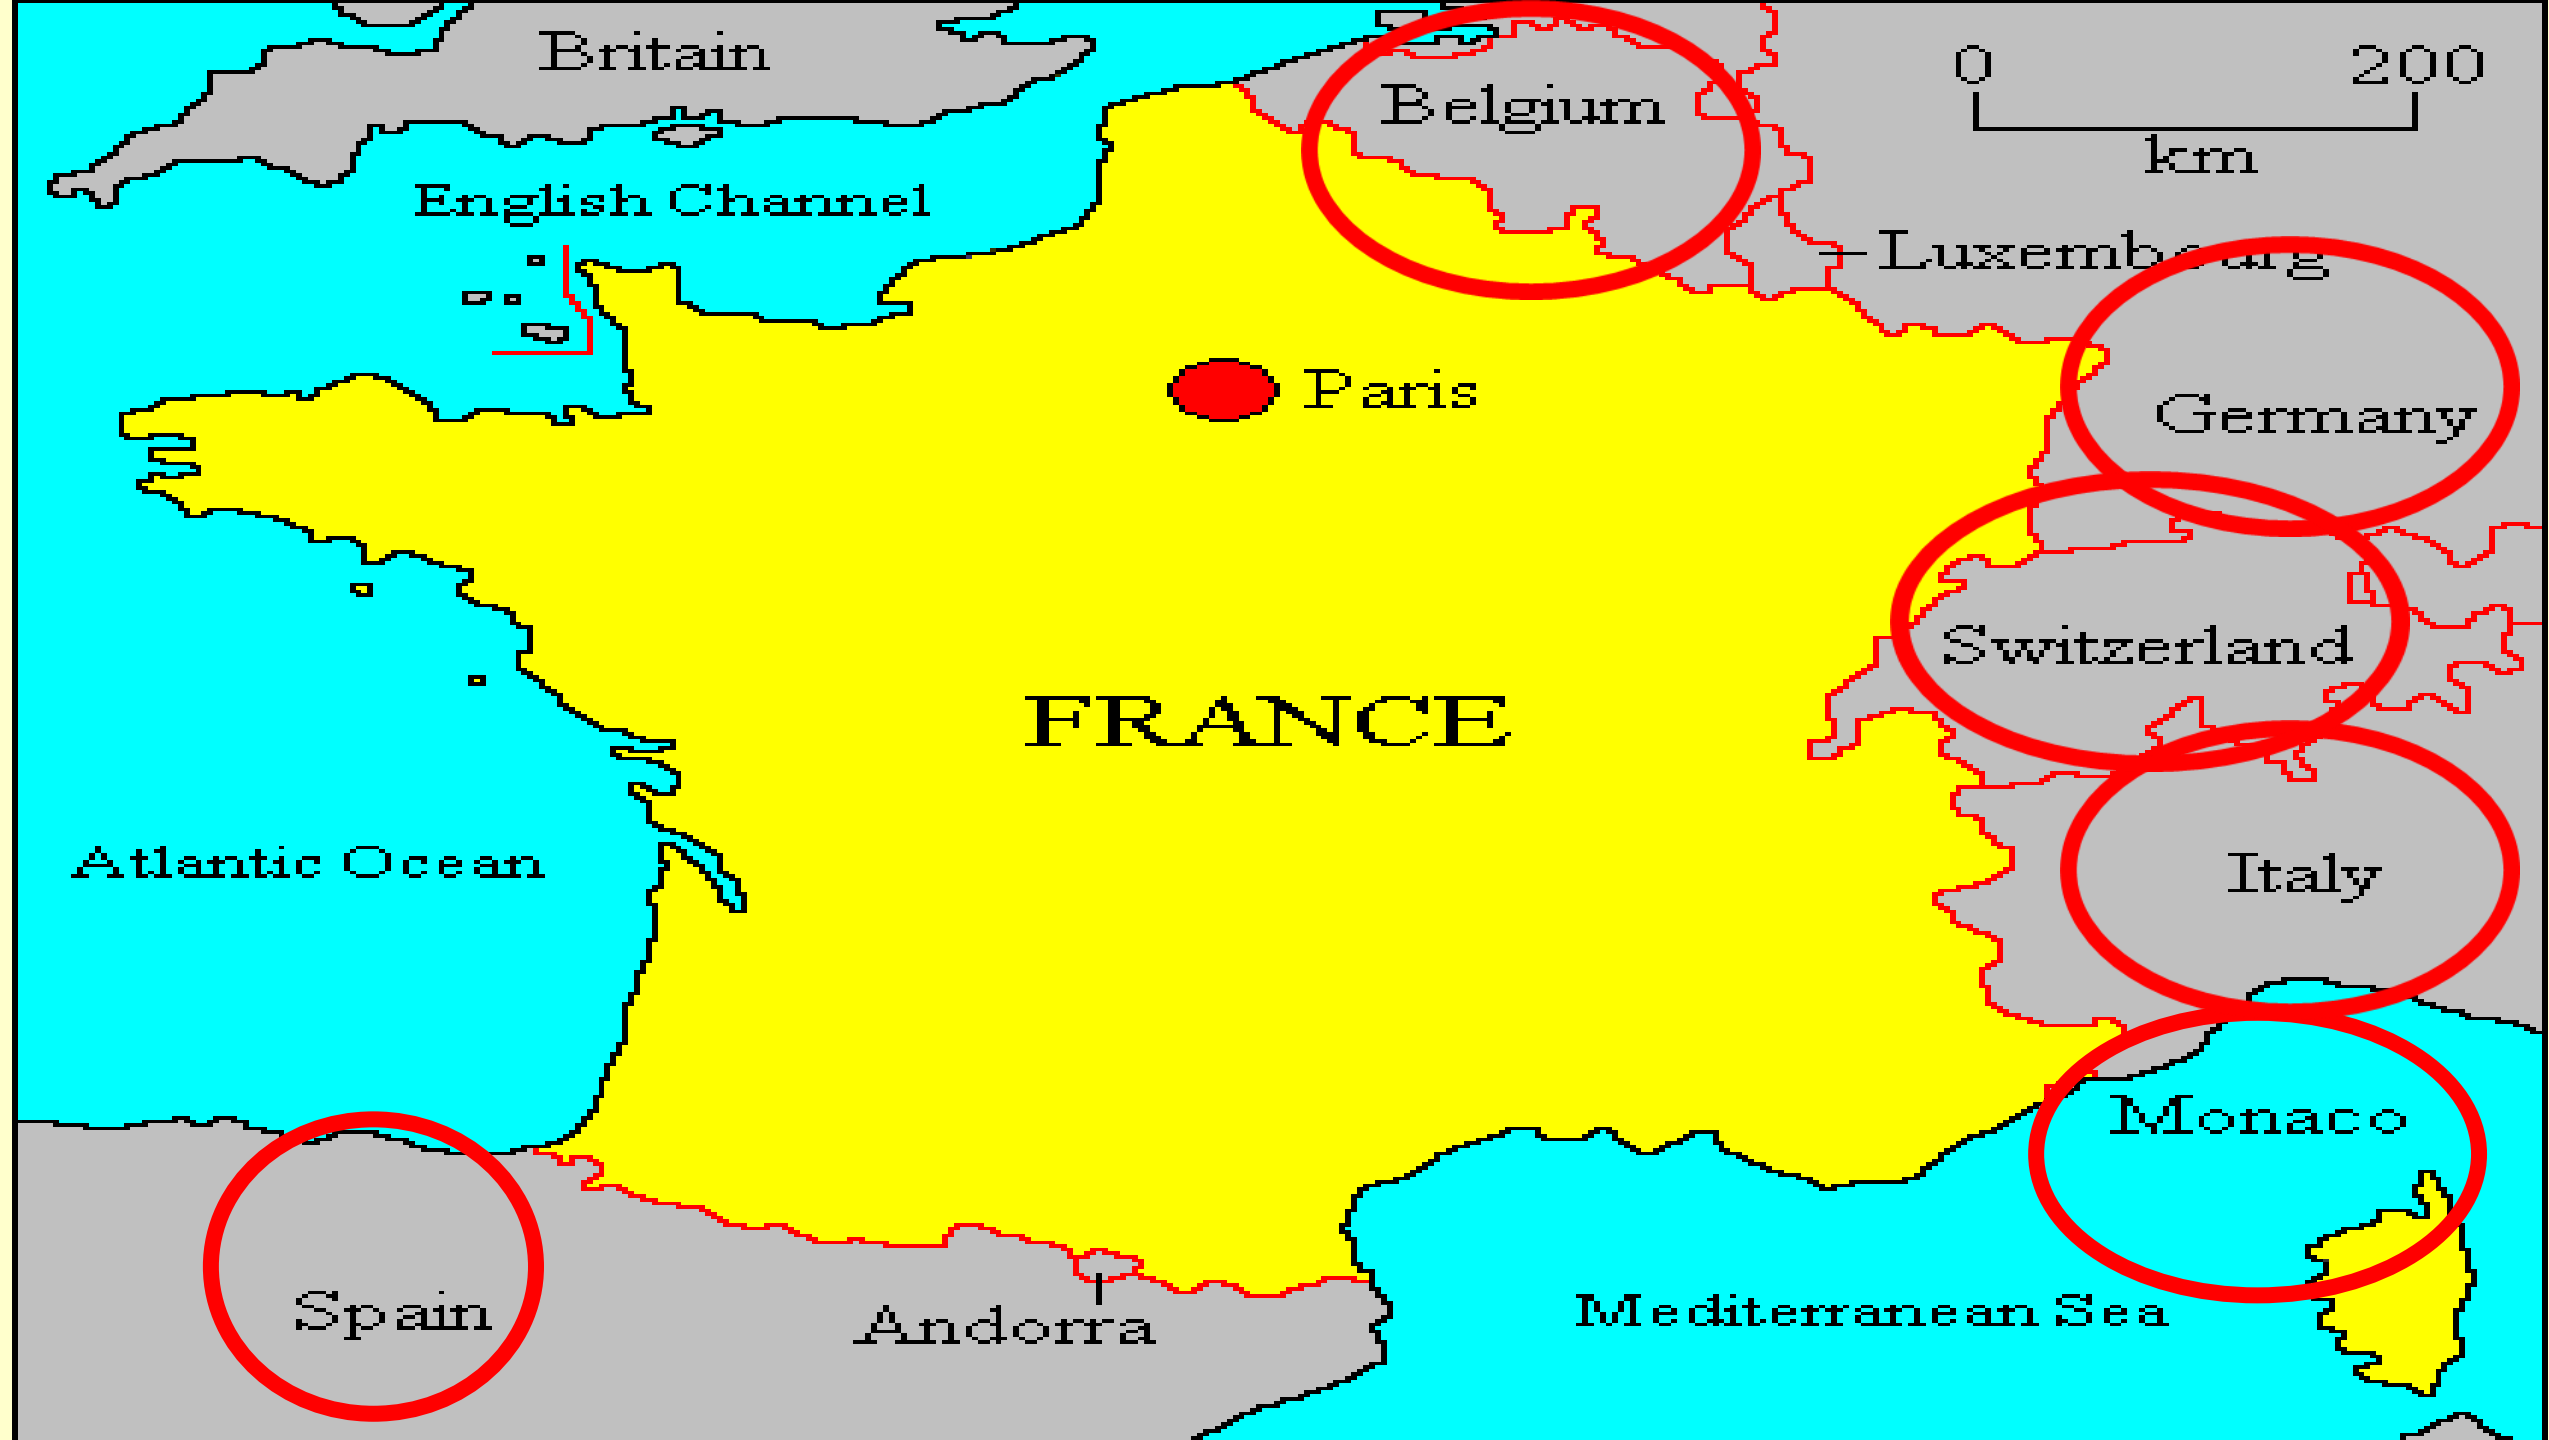 Britain
0 200
km
Belgium
English Channel
Luxembourg
Paris
Germany
Switzerland
FRANCE
Atlantic Ocean
Italy
Monaco
Spain
Andorra
Mediterranean Sea